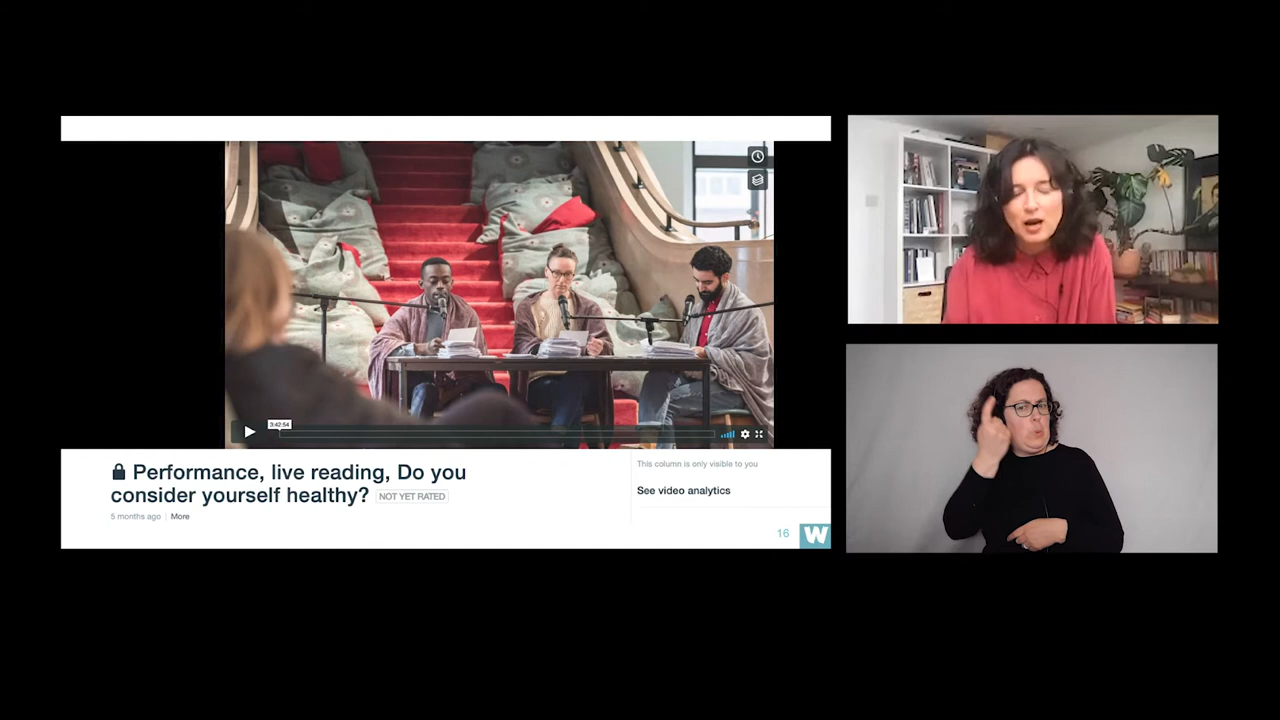 3:42:54
Performance, live reading, Do you
consider yourself healthy? NOT YET RATED
5 months ago | More
This column is only visible to you
See video analytics
16
W